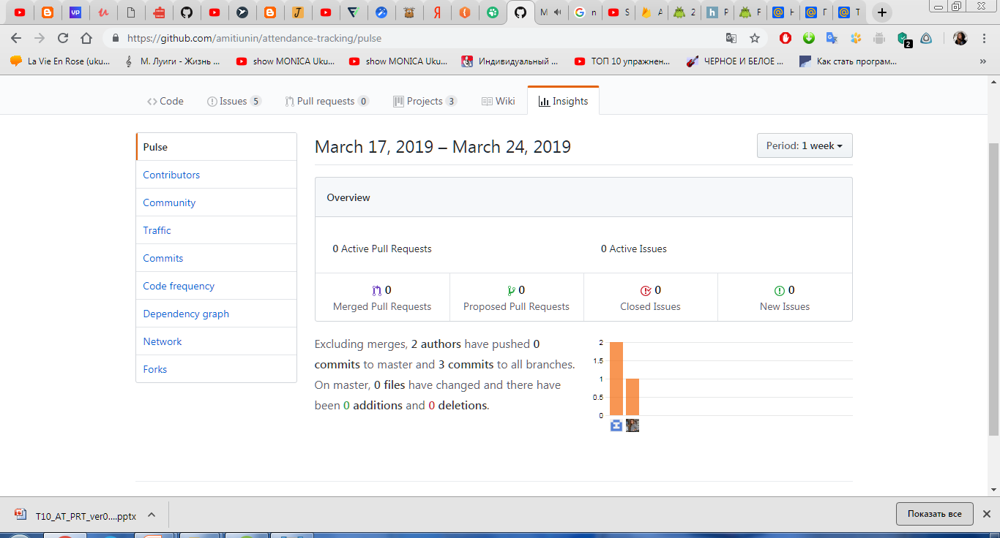 M
n
S
A
2
H
P
F
Н
Г
Т
https://github.com/amitiunin/attendance-tracking/pulse
2
La Vie En Rose (uku...
М. Луиги - Жизнь ...
show MONICA Uku...
show MONICA Uku...
Индивидуальный ...
ТОП 10 упражнен...
ЧЕРНОЕ И БЕЛОЕ ...
Как стать програм...
»
Code
Issues 5
Pull requests 0
Projects 3
Wiki
Insights
Pulse
Contributors
Community
Traffic
Commits
Code frequency
Dependency graph
Network
Forks
March 17, 2019 – March 24, 2019
Period: 1 week
Overview
0 Active Pull Requests
0 Active Issues
0
Merged Pull Requests
0
Proposed Pull Requests
0
Closed Issues
0
New Issues
Excluding merges, 2 authors have pushed 0
commits to master and 3 commits to all branches.
On master, 0 files have changed and there have
been 0 additions and 0 deletions.
2
1.5
1
0.5
0
T10_AT_PRT_ver0....pptx
Показать все